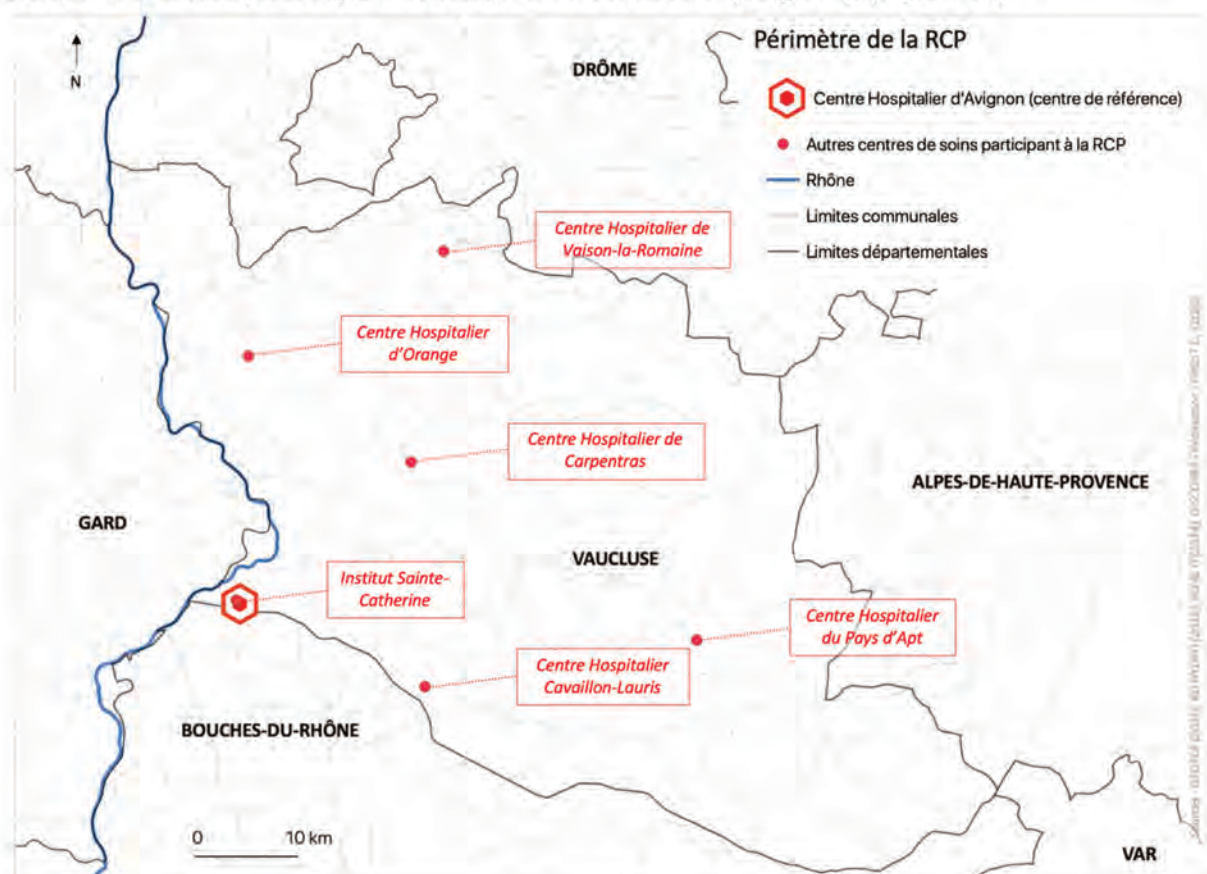 N
DRÔME
Périmètre de la RCP
Centre Hospitalier d'Avignon (centre de référence)
Autres centres de soins participant à la RCP
Rhône
Limites communales
Limites départementales
Centre Hospitalier de
Vaison-la-Romaine
Centre Hospitalier
d'Orange
Centre Hospitalier de
Carpentras
ALPES-DE-HAUTE-PROVENCE
GARD
VAUCLUSE
Institut Sainte-
Catherine
Centre Hospitalier
du Pays d'Apt
Centre Hospitalier
Cavaillon-Lauris
BOUCHES-DU-RHÔNE
0 10 km
VAR